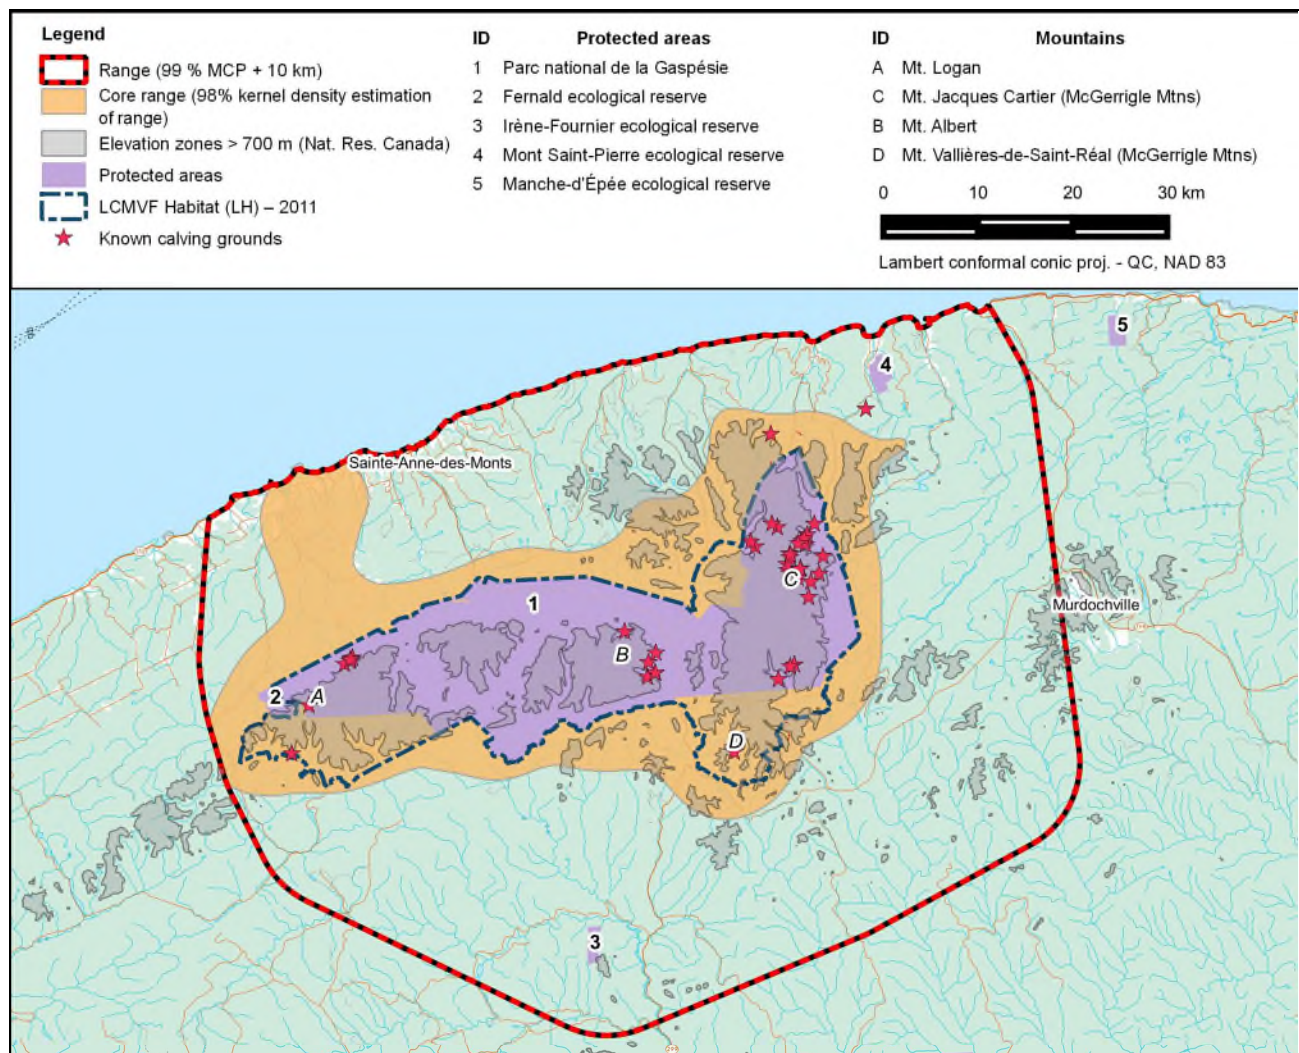 Legend
Range (99 % MCP + 10 km)
Core range (98% kernel density estimation
of range)
Elevation zones > 700 m (Nat. Res. Canada)
Protected areas
LCMVF Habitat (LH) – 2011
Known calving grounds
ID Protected areas
1 Parc national de la Gaspésie
2 Fernald ecological reserve
3 Irène-Fournier ecological reserve
4 Mont Saint-Pierre ecological reserve
5 Manche-d'Épée ecological reserve
ID Mountains
A Mt. Logan
C Mt. Jacques Cartier (McGerrigle Mtns)
B Mt. Albert
D Mt. Vallières-de-Saint-Réal (McGerrigle Mtns)
0 10 20 30 km
Lambert conformal conic proj. - QC, NAD 83
5
4
Sainte-Anne-des-Monts
C
1
Murdochville
B
2 A
D
3